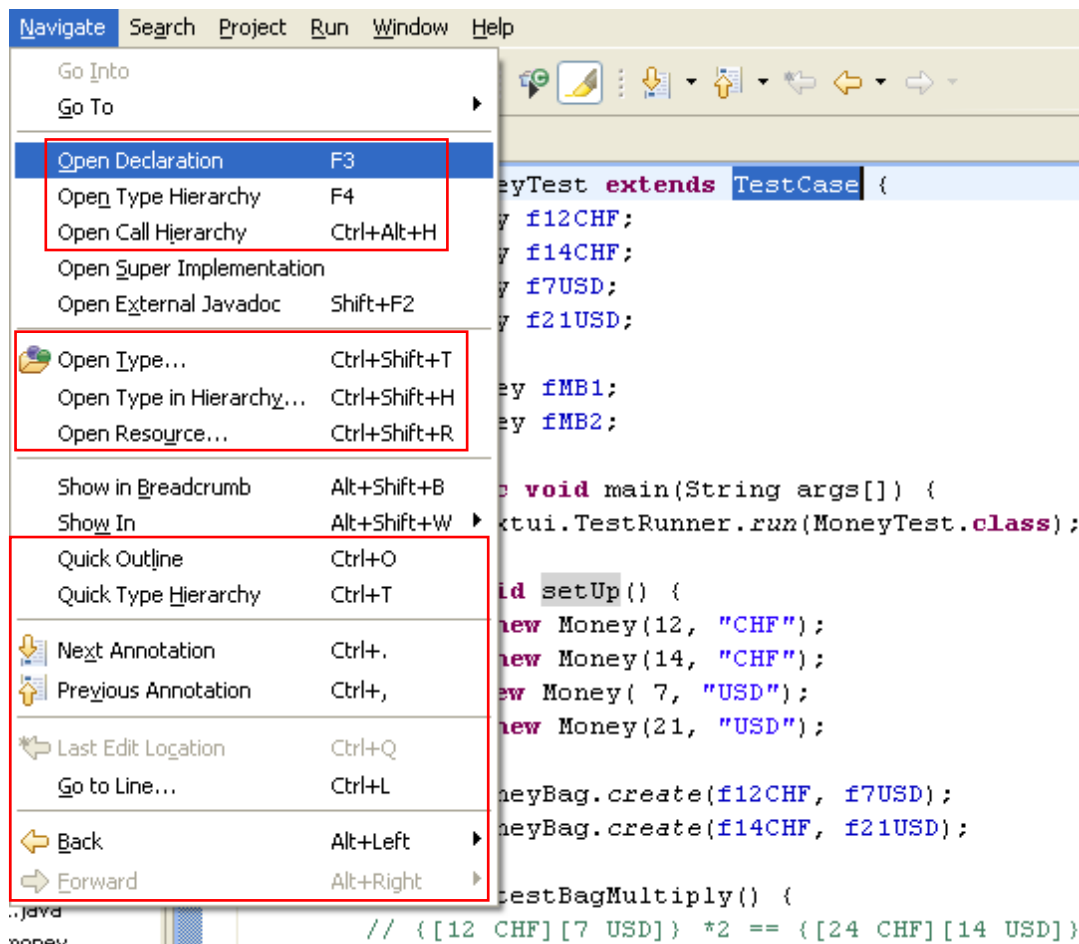 Navigate Search Project Run Window Help
Go Into
Go To
Open Declaration F3
Open Type Hierarchy F4
Open Call Hierarchy Ctrl+Alt+H
Open Super Implementation
Open External Javadoc Shift+F2
Open Type... Ctrl+Shift+T
Open Type in Hierarchy... Ctrl+Shift+H
Open Resource... Ctrl+Shift+R
Show in Breadcrumb Alt+Shift+B
Show In Alt+Shift+W
Quick Outline Ctrl+O
Quick Type Hierarchy Ctrl+T
Next Annotation Ctrl+.
Previous Annotation Ctrl+,
Last Edit Location Ctrl+Q
Go to Line... Ctrl+L
Back Alt+Left
Forward Alt+Right
eyTest extends TestCase {
y f12CHF;
y f14CHF;
y f7USD;
y f21USD;
ey fMB1;
ey fMB2;
c void main(String args[]) {
xtui.TestRunner.run(MoneyTest.class);
id setUp() {
new Money(12, "CHF");
new Money(14, "CHF");
ew Money( 7, "USD");
new Money(21, "USD");
neyBag.create(f12CHF, f7USD);
neyBag.create(f14CHF, f21USD);
testBagMultiply() {
// {[12 CHF][7 USD]} *2 == {[24 CHF][14 USD]}
.java
money